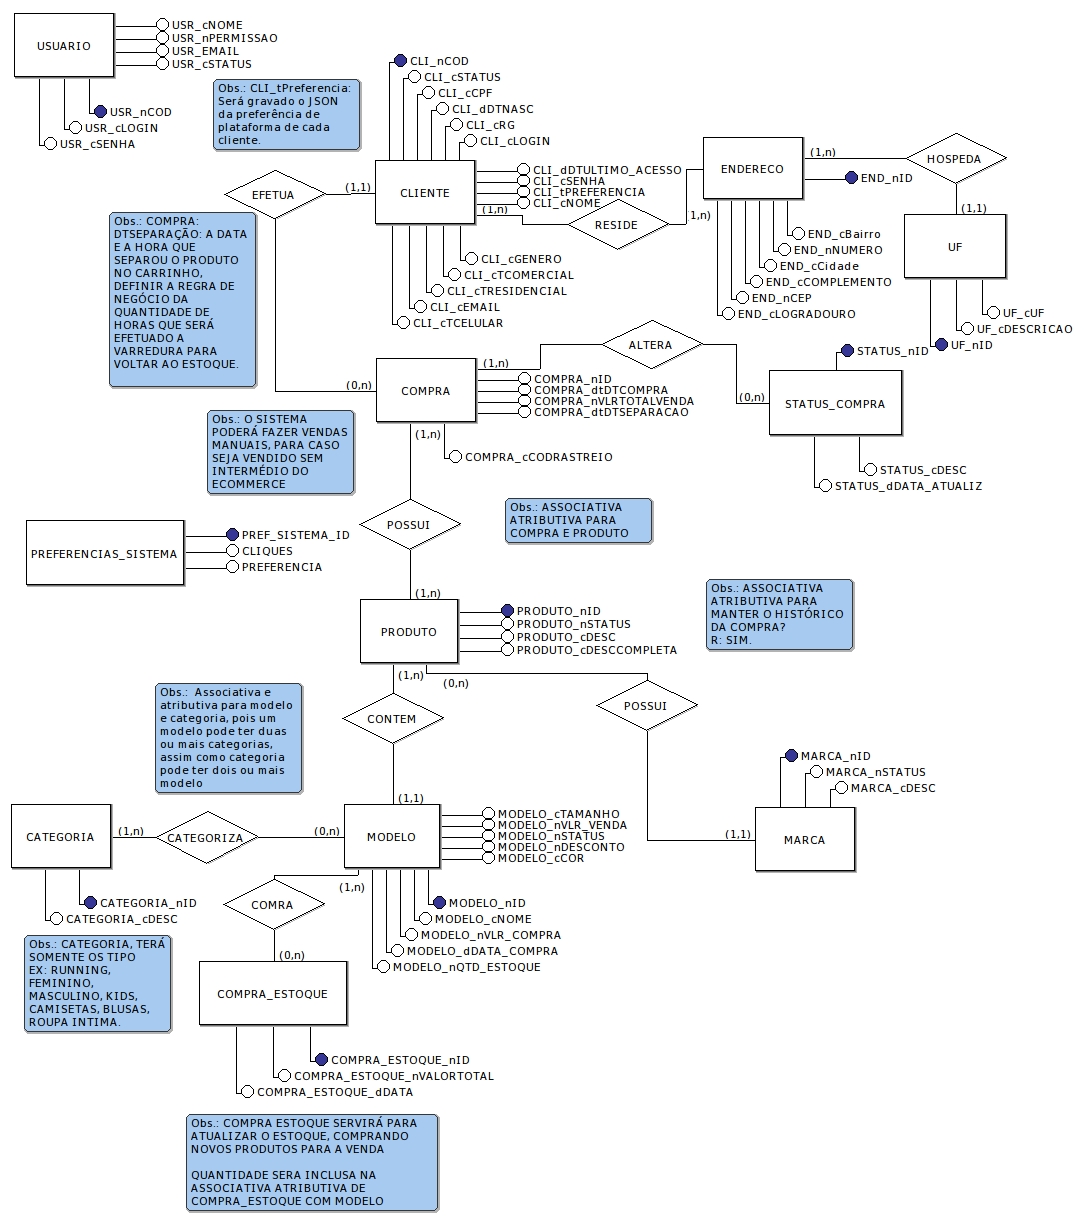 USUARIO
USR_cNOME
USR_nPERMISSAO
USR_EMAIL
USR_cSTATUS
USR_nCOD
USR_cLOGIN
USR_cSENHA
Obs.: CLI_tPreferencia:
Será gravado o JSON
da preferência de
plataforma de cada
cliente.
CLI_nCOD
CLI_cSTATUS
CLI_cCPF
CLI_dDTNASC
CLI_cRG
CLI_cLOGIN
EFETUA
(1,1)
CLIENTE
CLI_dDTULTIMO_ACESSO
CLI_cSENHA
CLI_tPREFERENCIA
CLI_cNOME
(1,n)
RESIDE
1,n)
ENDERECO
(1,n)
END_nID
HOSPEDA
(1,1)
UF
END_cBairro
END_nNUMERO
END_cCidade
END_cCOMPLEMENTO
END_nCEP
END_cLOGRADOURO
UF_cUF
UF_cDESCRICAO
UF_nID
Obs.: COMPRA:
DTSEPARAÇÃO: A DATA
E A HORA QUE
SEPAROU O PRODUTO
NO CARRINHO,
DEFINIR A REGRA DE
NEGÓCIO DA
QUANTIDADE DE
HORAS QUE SERÁ
EFETUADO A
VARREDURA PARA
VOLTAR AO ESTOQUE.
CLI_cGENERO
CLI_cTCOMERCIAL
CLI_cTRESIDENCIAL
CLI_cEMAIL
CLI_cTCELULAR
ALTERA
(1,n)
(0,n)
(0,n)
COMPRA
COMPRA_nID
COMPRA_dtDTCOMPRA
COMPRA_nVLRTOTALVENDA
COMPRA_dtDTSEPARACAO
COMPRA_cCODRASTREIO
STATUS_nID
STATUS_COMPRA
STATUS_cDESC
STATUS_dDATA_ATUALIZ
Obs.: O SISTEMA
PODERÁ FAZER VENDAS
MANUAIS, PARA CASO
SEJA VENDIDO SEM
INTERMÉDIO DO
ECOMMERCE
(1,n)
POSSUI
(1,n)
Obs.: ASSOCIATIVA
ATRIBUTIVA PARA
COMPRA E PRODUTO
PREFERENCIAS_SISTEMA
PREF_SISTEMA_ID
CLIQUES
PREFERENCIA
PRODUTO
PRODUTO_nID
PRODUTO_nSTATUS
PRODUTO_cDESC
PRODUTO_cDESCCOMPLETA
Obs.: ASSOCIATIVA
ATRIBUTIVA PARA
MANTER O HISTÓRICO
DA COMPRA?
R: SIM.
(1,n)
(0,n)
CONTEM
POSSUI
Obs.: Associativa e
atributiva para modelo
e categoria, pois um
modelo pode ter duas
ou mais categorias,
assim como categoria
pode ter dois ou mais
modelo
(1,1)
MARCA_nID
MARCA_nSTATUS
MARCA_cDESC
(1,1)
MARCA
CATEGORIA
(1,n)
CATEGORIZA
(0,n)
MODELO
MODELO_cTAMANHO
MODELO_nVLR_VENDA
MODELO_nSTATUS
MODELO_nDESCONTO
MODELO_cCOR
CATEGORIA_nID
CATEGORIA_cDESC
(1,n)
COMRA
(0,n)
MODELO_nID
MODELO_cNOME
MODELO_nVLR_COMPRA
MODELO_dDATA_COMPRA
MODELO_nQTD_ESTOQUE
Obs.: CATEGORIA, TERÁ
SOMENTE OS TIPO
EX: RUNNING,
FEMININO,
MASCULINO, KIDS,
CAMISETAS, BLUSAS,
ROUPA INTIMA.
COMPRA_ESTOQUE
COMPRA_ESTOQUE_nID
COMPRA_ESTOQUE_nVALORTOTAL
COMPRA_ESTOQUE_dDATA
Obs.: COMPRA ESTOQUE SERVIRÁ PARA
ATUALIZAR O ESTOQUE, COMPRANDO
NOVOS PRODUTOS PARA A VENDA
QUANTIDADE SERA INCLUSA NA
ASSOCIATIVA ATRIBUTIVA DE
COMPRA_ESTOQUE COM MODELO